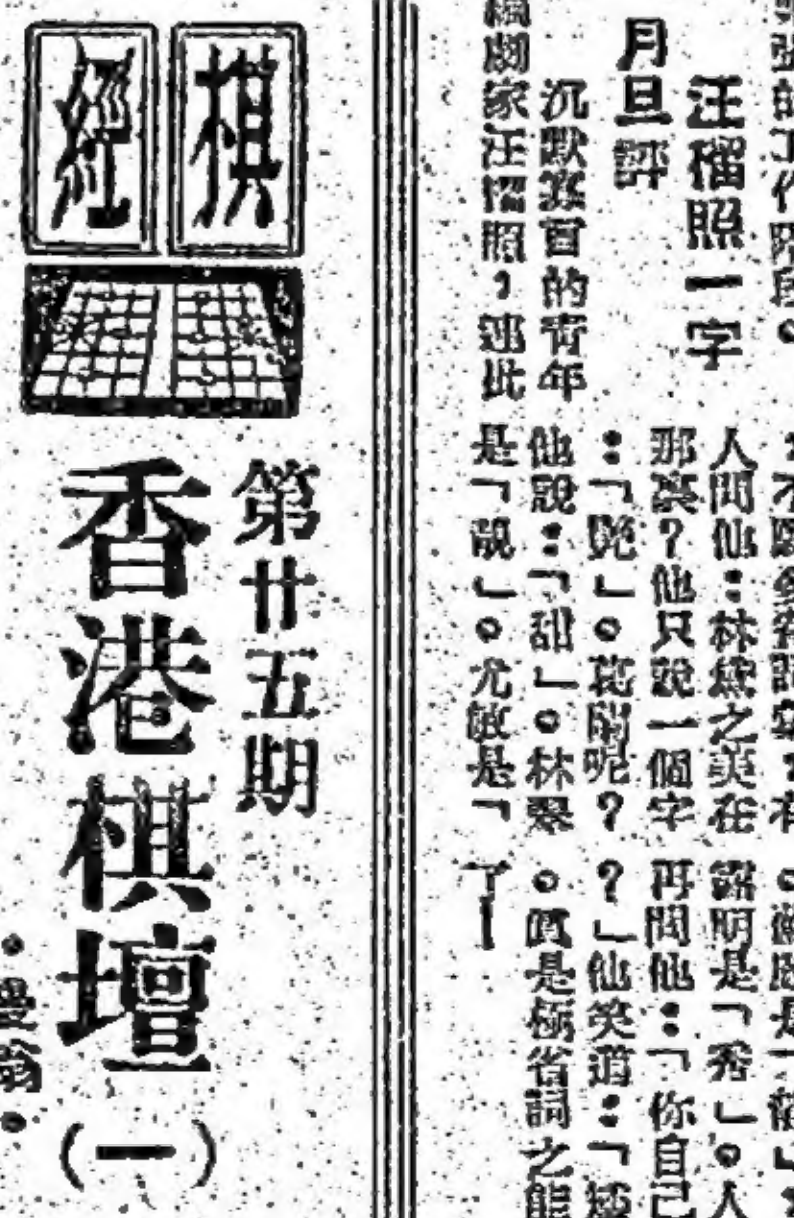 汪榴照一字
月旦評
沉默寡言的青年
編劇家汪榴照,連批
人問他:林黛之美在
那裏?他只說一個字
:「艷」。葛蘭呢?
他說:「甜」。林翠
是「靚」。尤敏是「
露明是「秀」。人
再問他:「你自己
?」他笑道:「矮
。眞是極省詞之能
了—
棋經
第廿五期
香港棋壇(一)